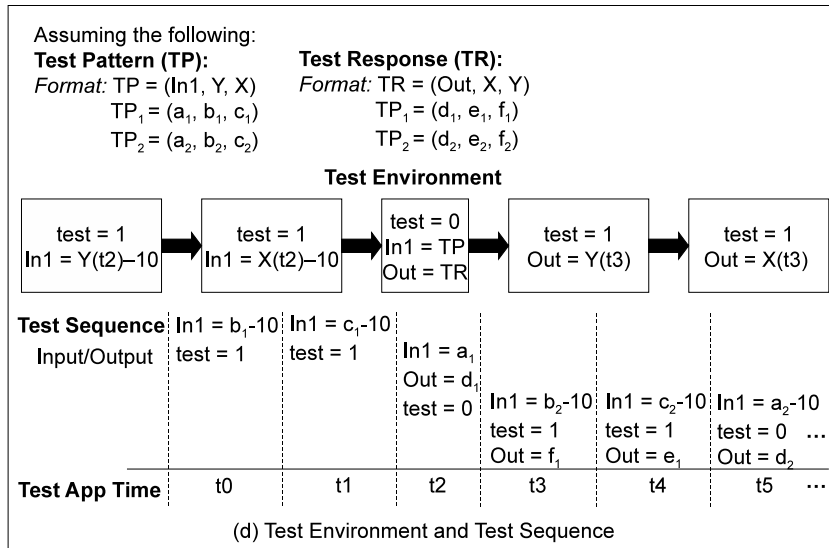 Assuming the following:
Test Pattern (TP):
Format: TP = (In1, Y, X)
TP₁ = (a₁, b₁, c₁)
TP₂ = (a₂, b₂, c₂)
Test Response (TR):
Format: TR = (Out, X, Y)
TP₁ = (d₁, e₁, f₁)
TP₂ = (d₂, e₂, f₂)
Test Environment
test = 1
In1 = Y(t2)–10
test = 1
In1 = X(t2)–10
test = 0
In1 = TP
Out = TR
test = 1
Out = Y(t3)
test = 1
Out = X(t3)
Test Sequence
Input/Output
In1 = b₁-10
test = 1
In1 = c₁-10
test = 1
In1 = a₁
Out = d₁
test = 0
In1 = b₂-10
test = 1
Out = f₁
In1 = c₂-10
test = 1
Out = e₁
In1 = a₂-10
test = 0 ...
Out = d₂
Test App Time t0 t1 t2 t3 t4 t5 ...
(d) Test Environment and Test Sequence